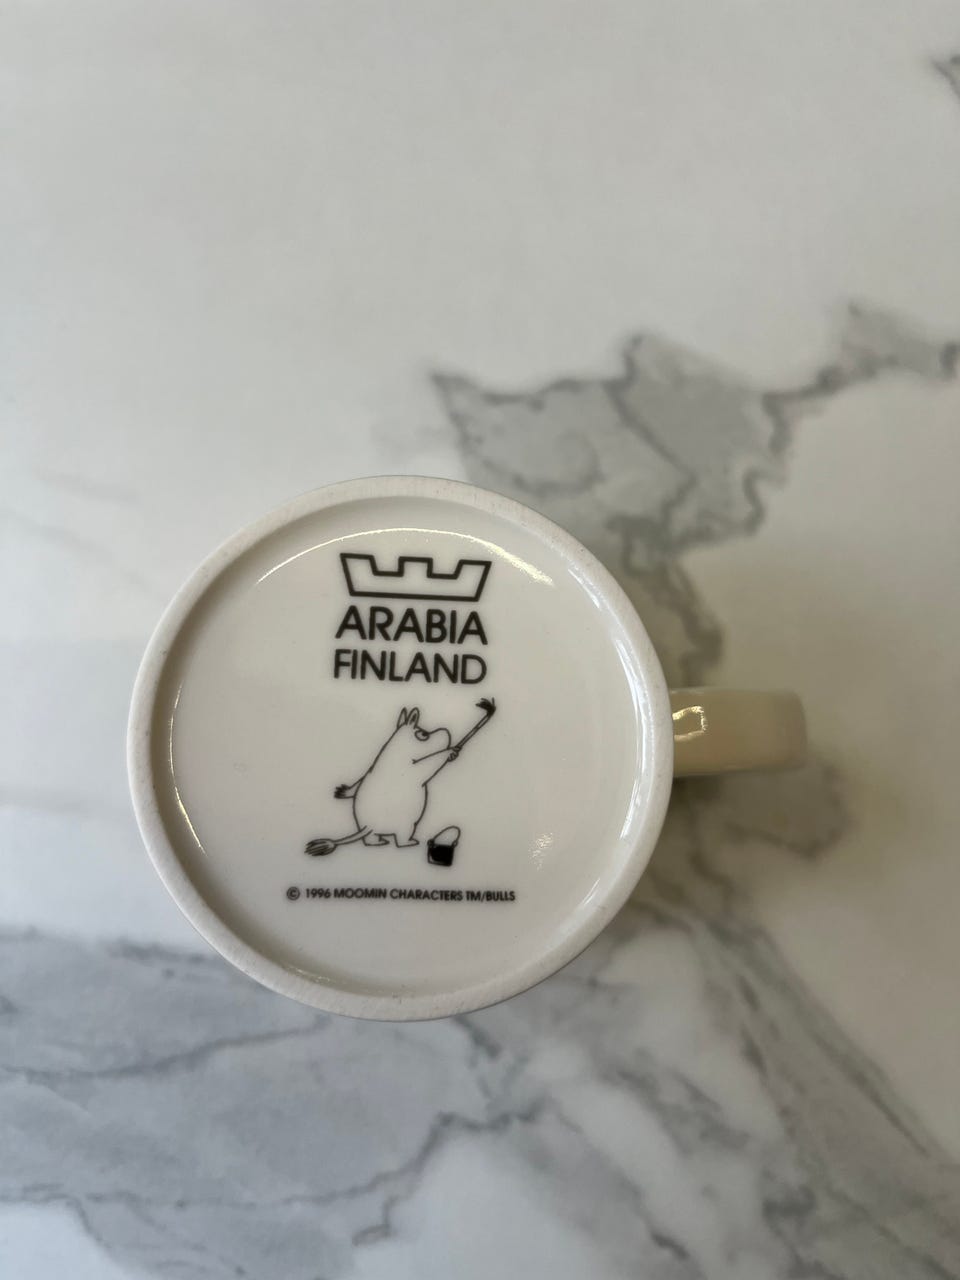 ARABIA
FINLAND
© 1996 MOOMIN CHARACTERS TM/BULLS